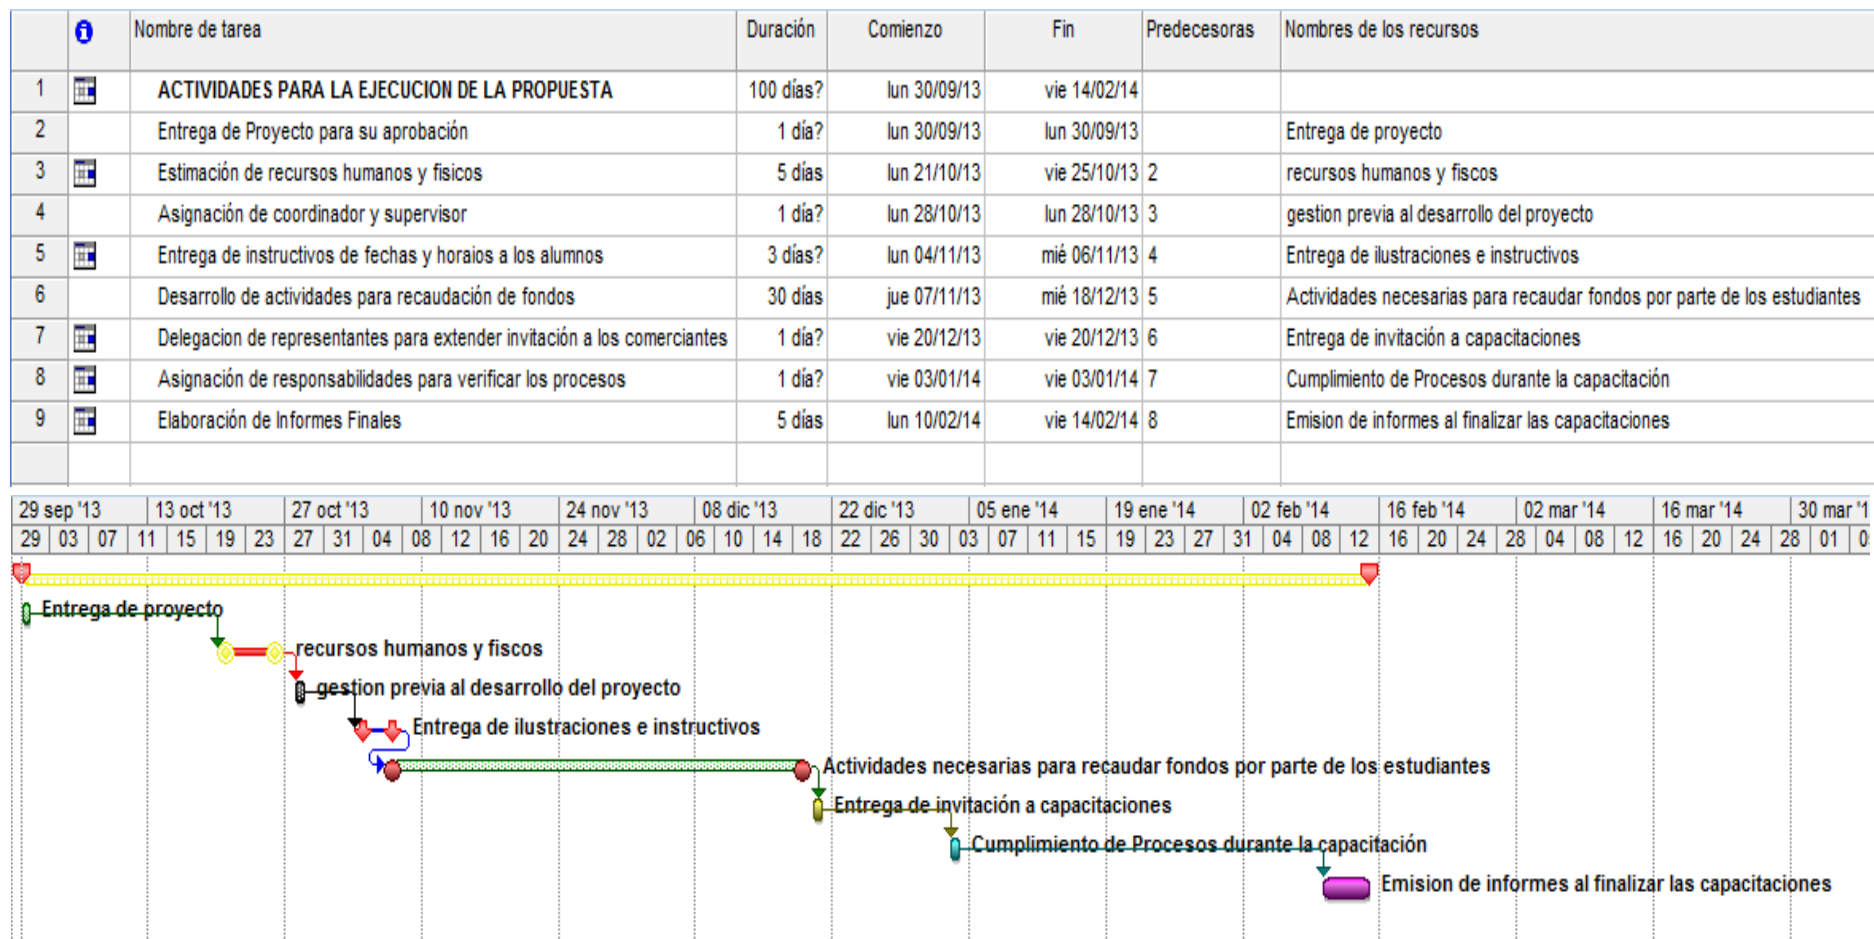 Nombre de tarea Duración Comienzo Fin Predecesoras Nombres de los recursos
1 ACTIVIDADES PARA LA EJECUCION DE LA PROPUESTA 100 días? lun 30/09/13 vie 14/02/14
2 Entrega de Proyecto para su aprobación 1 día? lun 30/09/13 lun 30/09/13 Entrega de proyecto
3 Estimación de recursos humanos y fisicos 5 días lun 21/10/13 vie 25/10/13 2 recursos humanos y fiscos
4 Asignación de coordinador y supervisor 1 día? lun 28/10/13 lun 28/10/13 3 gestion previa al desarrollo del proyecto
5 Entrega de instructivos de fechas y horaios a los alumnos 3 días? lun 04/11/13 mié 06/11/13 4 Entrega de ilustraciones e instructivos
6 Desarrollo de actividades para recaudación de fondos 30 días jue 07/11/13 mié 18/12/13 5 Actividades necesarias para recaudar fondos por parte de los estudiantes
7 Delegacion de representantes para extender invitación a los comerciantes 1 día? vie 20/12/13 vie 20/12/13 6 Entrega de invitación a capacitaciones
8 Asignación de responsabilidades para verificar los procesos 1 día? vie 03/01/14 vie 03/01/14 7 Cumplimiento de Procesos durante la capacitación
9 Elaboración de Informes Finales 5 días lun 10/02/14 vie 14/02/14 8 Emision de informes al finalizar las capacitaciones
29 sep '13 13 oct '13 27 oct '13 10 nov '13 24 nov '13 08 dic '13 22 dic '13 05 ene '14 19 ene '14 02 feb '14 16 feb '14 02 mar '14 16 mar '14 30 mar '1
29 03 07 11 15 19 23 27 31 04 08 12 16 20 24 28 02 06 10 14 18 22 26 30 03 07 11 15 19 23 27 31 04 08 12 16 20 24 28 04 08 12 16 20 24 28 01 0
Entrega de proyecto
recursos humanos y fiscos
gestion previa al desarrollo del proyecto
Entrega de ilustraciones e instructivos
Actividades necesarias para recaudar fondos por parte de los estudiantes
Entrega de invitación a capacitaciones
Cumplimiento de Procesos durante la capacitación
Emision de informes al finalizar las capacitaciones